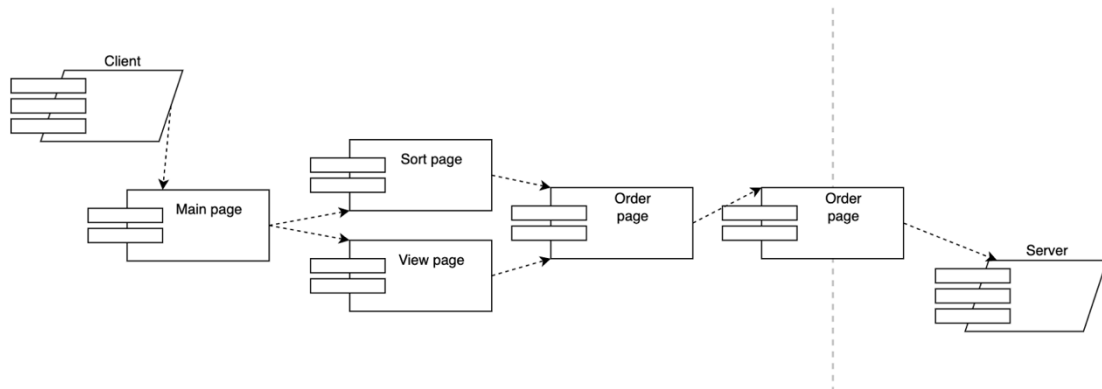 Client
Main page
Sort page
View page
Order
page
Order
page
Server